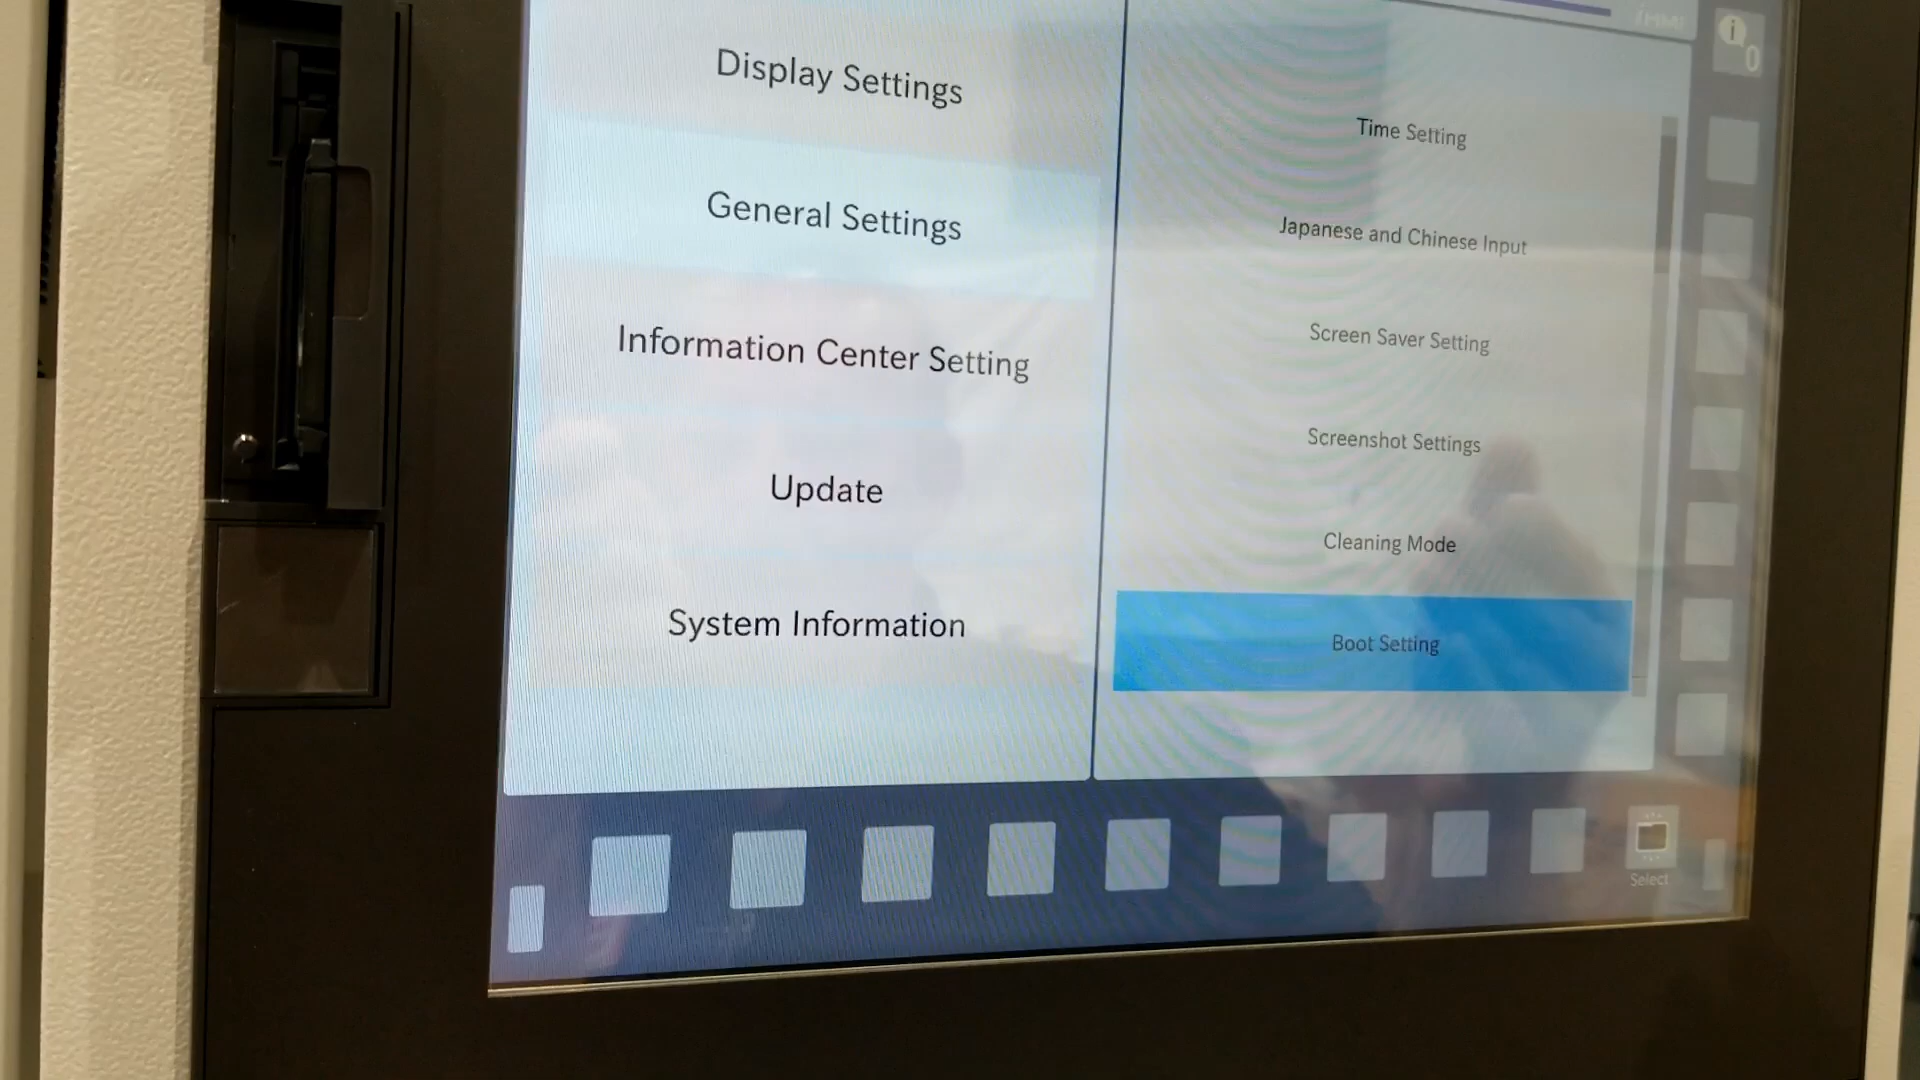 Display Settings
General Settings
Information Center Setting
Update
System Information
Time Setting
Japanese and Chinese Input
Screen Saver Setting
Screenshot Settings
Cleaning Mode
Boot Setting
i
0
Select